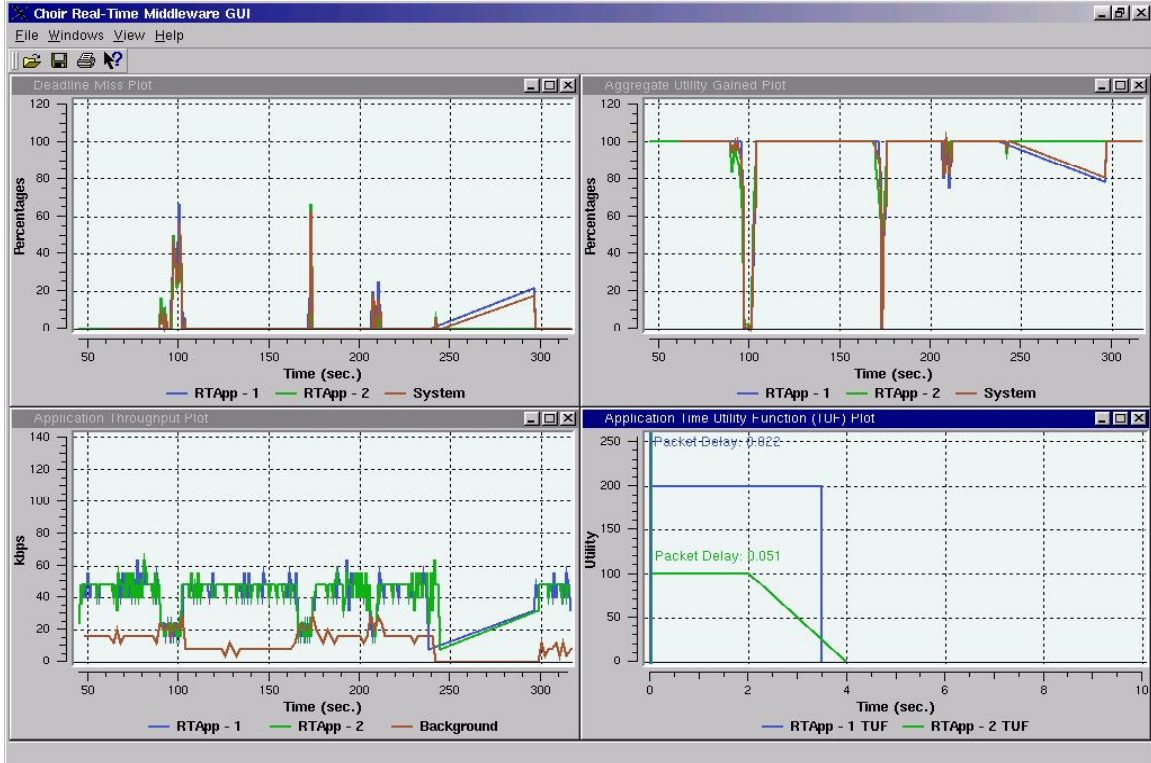 Choir Real-Time Middleware GUI
File Windows View Help
Deadline Miss Plot
120
100
80
60
40
20
0
Percentages
50 100 150 200 250 300
Time (sec.)
RTApp - 1 RTApp - 2 System
Aggregate Utility Gained Plot
120
100
80
60
40
20
0
Percentages
50 100 150 200 250 300
Time (sec.)
RTApp - 1 RTApp - 2 System
Application Throughput Plot
140
120
100
80
60
40
20
0
kbps
50 100 150 200 250 300
Time (sec.)
RTApp - 1 RTApp - 2 Background
Application Time Utility Function (TUF) Plot
250
200
150
100
50
0
Utility
Packet Delay: 0.822
Packet Delay: 0.051
0 2 4 6 8 10
Time (sec.)
RTApp - 1 TUF RTApp - 2 TUF